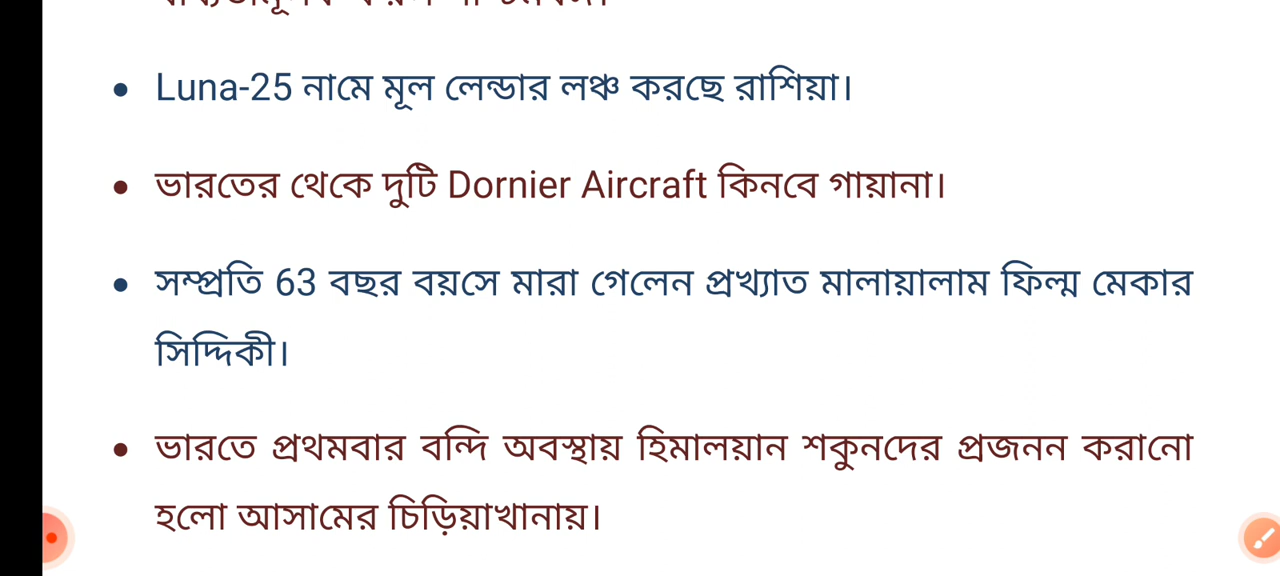 Luna-25 নামে মূল লেন্ডার লঞ্চ করছে রাশিয়া।
ভারতের থেকে দুটি Dornier Aircraft কিনবে গায়ানা।
সম্প্রতি 63 বছর বয়সে মারা গেলেন প্রখ্যাত মালায়ালাম ফিল্ম মেকার
সিদ্দিকী।
ভারতে প্রথমবার বন্দি অবস্থায় হিমালয়ান শকুনদের প্রজনন করানো
হলো আসামের চিড়িয়াখানায়।